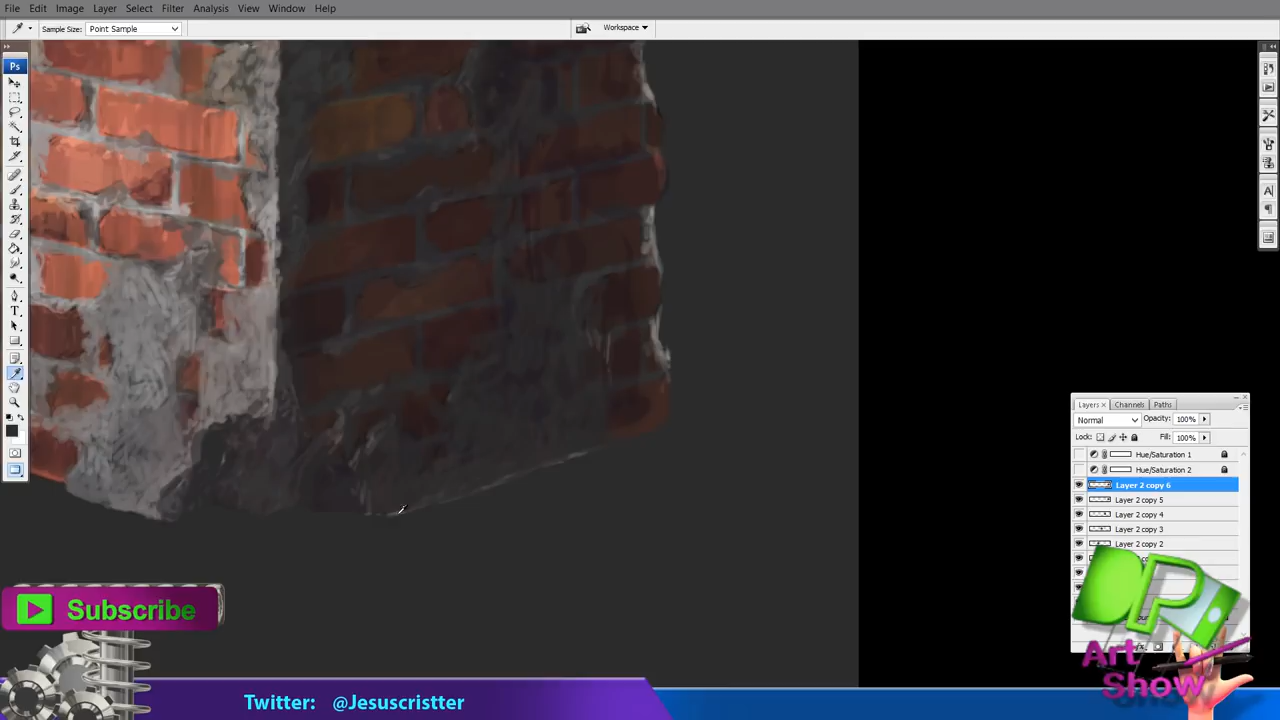 File Edit Image Layer Select Filter Analysis View Window Help
Sample Size: Point Sample Workspace
Ps
Layers Channels Paths
Normal Opacity: 100%
Lock: Fill: 100%
Hue/Saturation 1
Hue/Saturation 2
Layer 2 copy 6
Layer 2 copy 5
Layer 2 copy 4
Layer 2 copy 3
Layer 2 copy 2
Subscribe
Art
Show
Twitter: @Jesuscristter